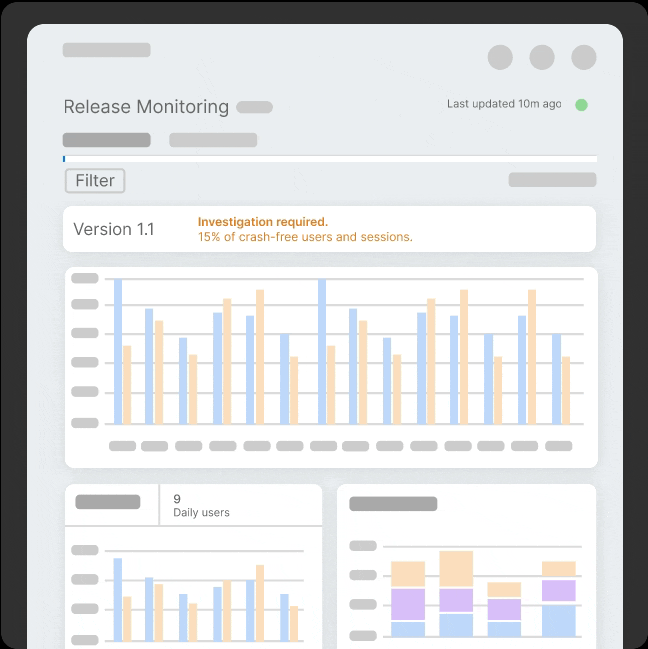 Release Monitoring
Last updated 10m ago
Filter
Version 1.1
Investigation required.
15% of crash-free users and sessions.
9
Daily users